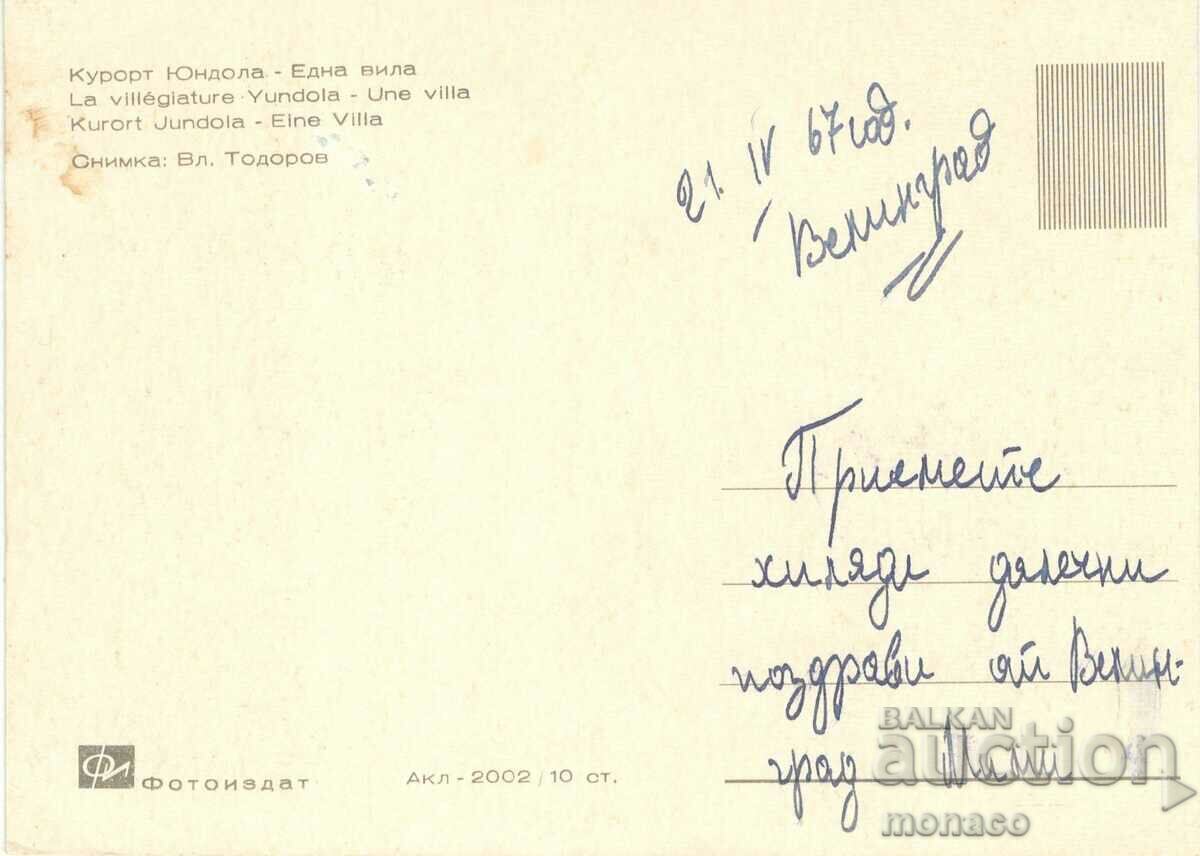 Курорт Юндола - Една вила
La villégiature Yundola - Une villa
Kurort Jundola - Eine Villa
Снимка: Вл. Тодоров
21. IV 67 год.
Велинград
Приемете
хиляди далечни
поздрави от Велин-
град
Фотоиздат
Акл - 2002 / 10 ст.
BALKAN
auction
monaco